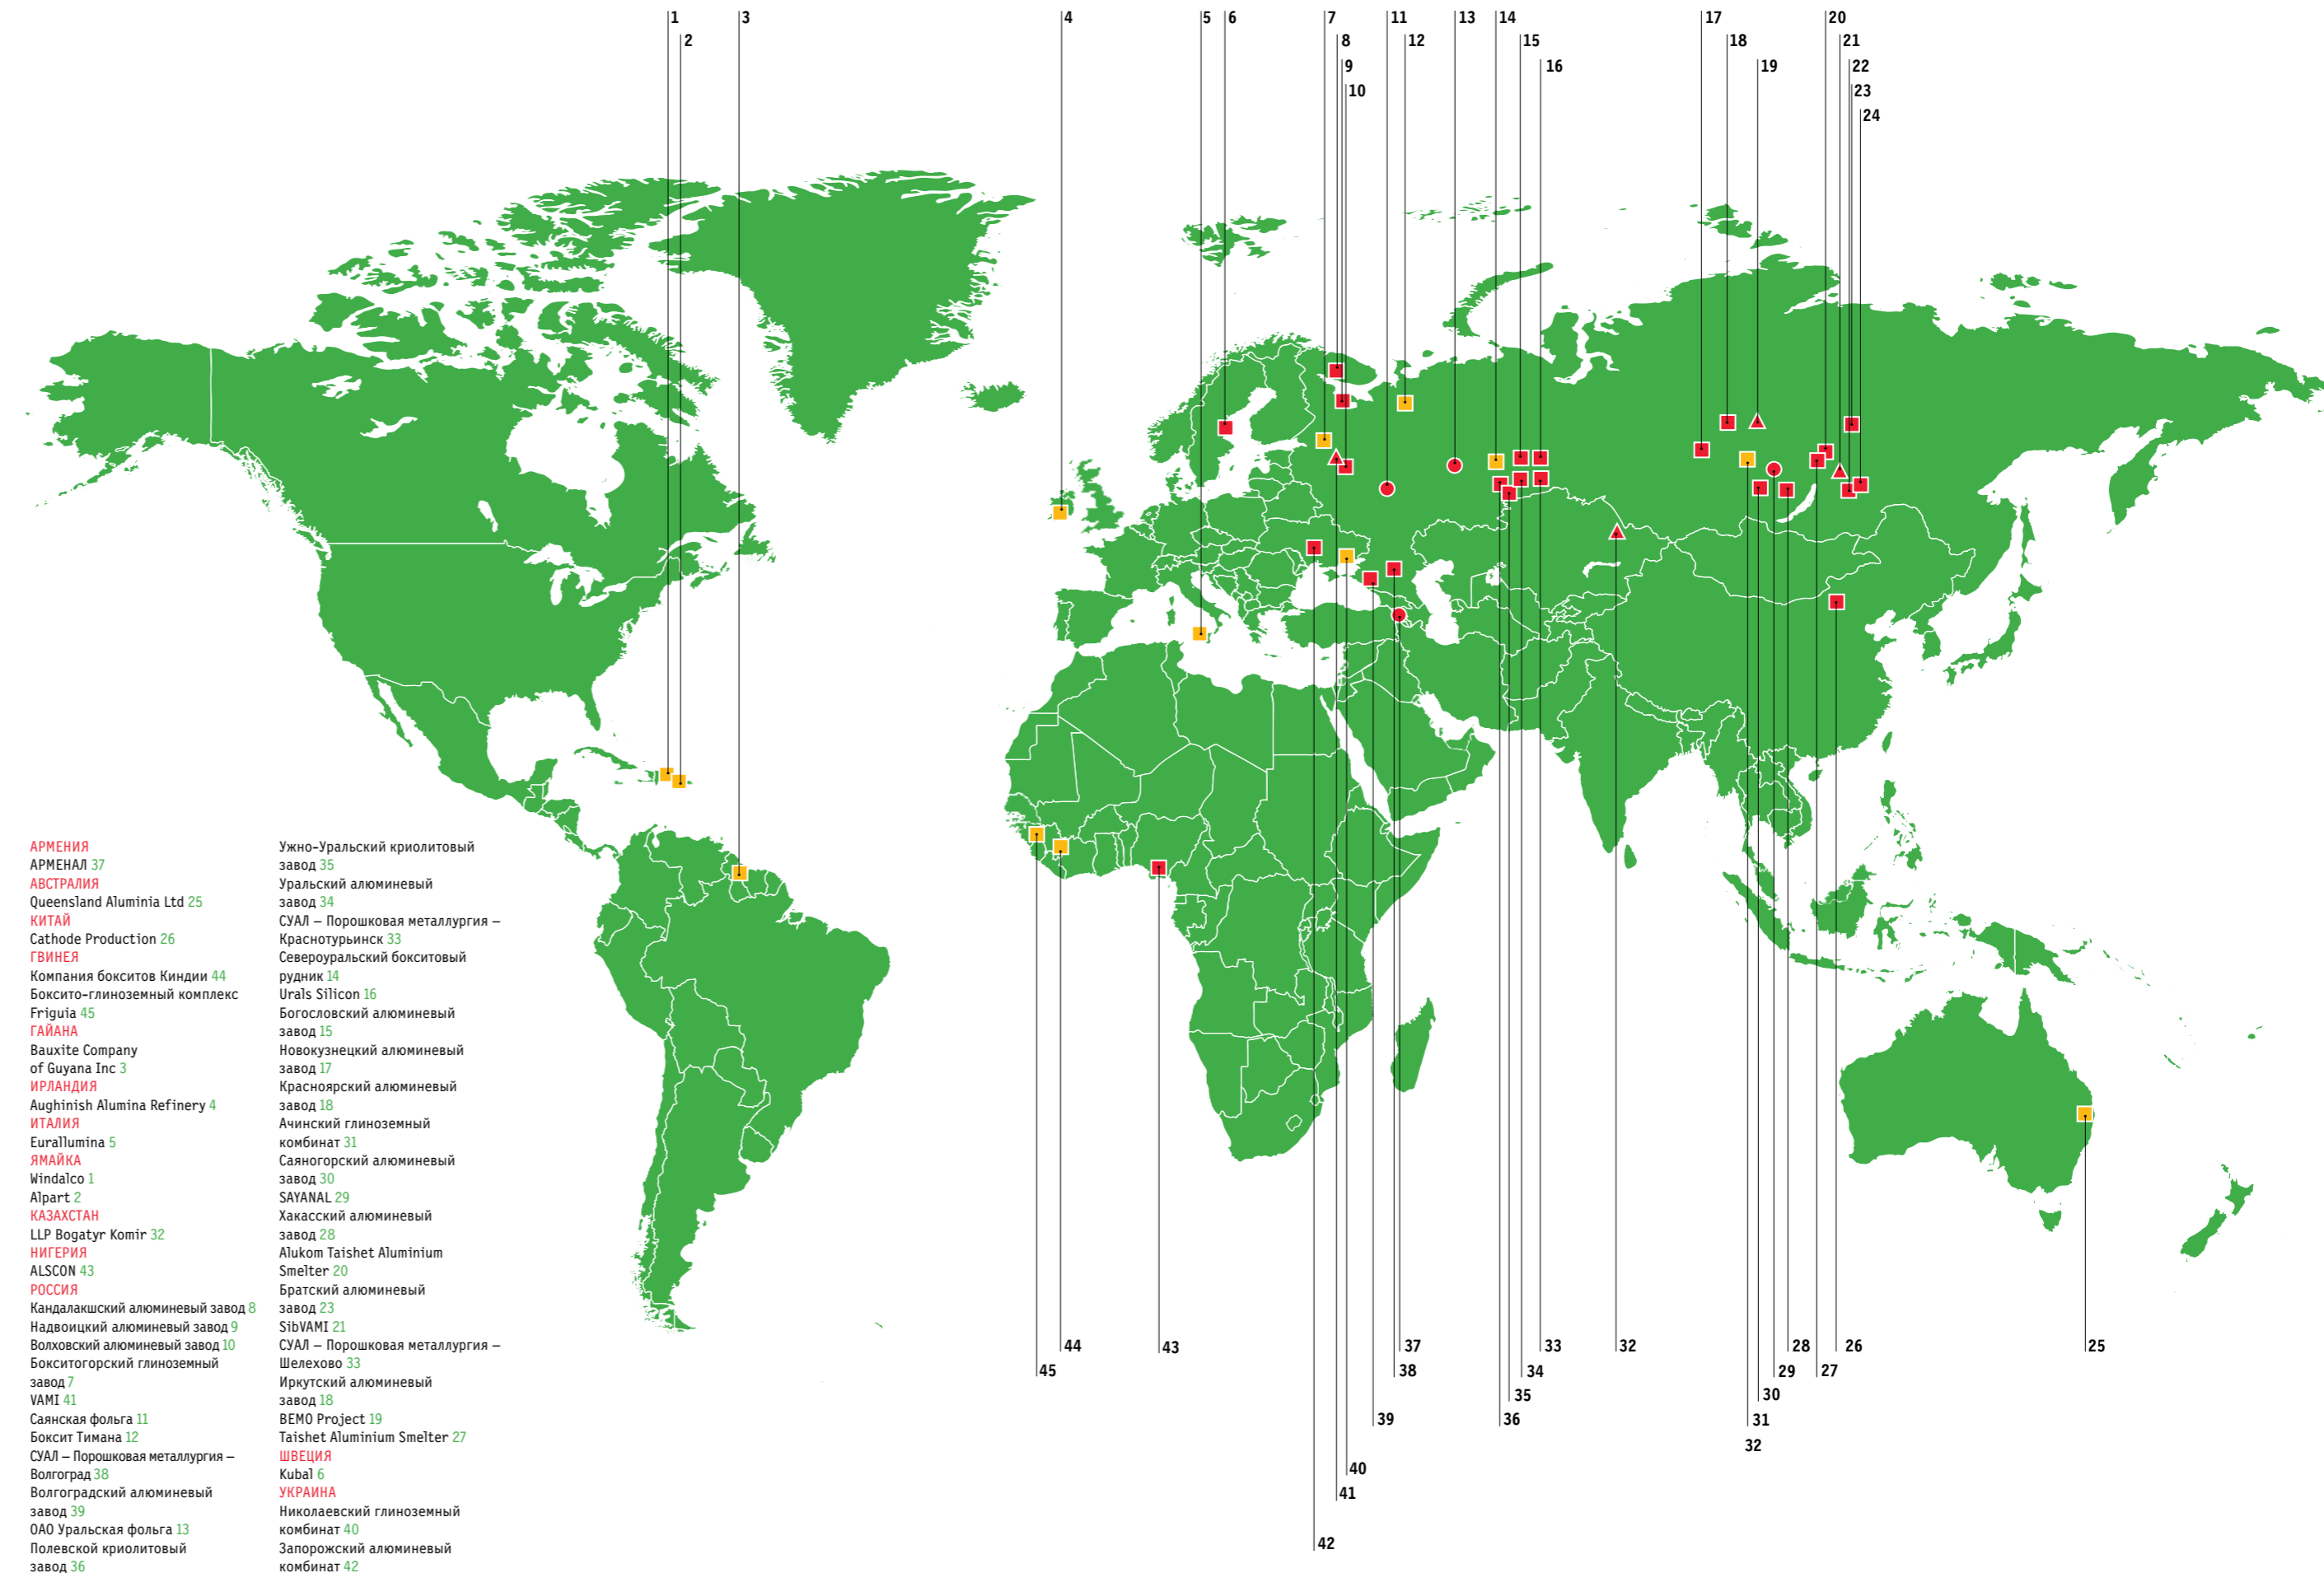 1
3
4
5
6
7
11
13
14
17
20
2
8
12
15
18
21
9
16
19
22
10
23
24
АРМЕНИЯ
АРМЕНАЛ 37
АВСТРАЛИЯ
Queensland Aluminia Ltd 25
КИТАЙ
Cathode Production 26
ГВИНЕЯ
Компания бокситов Киндии 44
Боксито-глиноземный комплекс
Friguia 45
ГАЙАНА
Bauxite Company
of Guyana Inc 3
ИРЛАНДИЯ
Aughinish Alumina Refinery 4
ИТАЛИЯ
Eurallumina 5
ЯМАЙКА
Windalco 1
Alpart 2
КАЗАХСТАН
LLP Bogatyr Komir 32
НИГЕРИЯ
ALSCON 43
РОССИЯ
Кандалакшский алюминевый завод 8
Надвоицкий алюминевый завод 9
Волховский алюминевый завод 10
Бокситогорский глиноземный
завод 7
VAMI 41
Саянская фольга 11
Боксит Тимана 12
СУАЛ – Порошковая металлургия –
Волгоград 38
Волгоградский алюминевый
завод 39
ОАО Уральская фольга 13
Полевской криолитовый
завод 36
Ужно-Уральский криолитовый
завод 35
Уральский алюминевый
завод 34
СУАЛ – Порошковая металлургия –
Краснотурьинск 33
Североуральский бокситовый
рудник 14
Urals Silicon 16
Богословский алюминевый
завод 15
Новокузнецкий алюминевый
завод 17
Красноярский алюминевый
завод 18
Ачинский глиноземный
комбинат 31
Саяногорский алюминевый
завод 30
SAYANAL 29
Хакасский алюминевый
завод 28
Alukom Taishet Aluminium
Smelter 20
Братский алюминевый
завод 23
SibVAMI 21
СУАЛ – Порошковая металлургия –
Шелехово 33
Иркутский алюминевый
завод 18
BEMO Project 19
Taishet Aluminium Smelter 27
ШВЕЦИЯ
Kubal 6
УКРАИНА
Николаевский глиноземный
комбинат 40
Запорожский алюминевый
комбинат 42
44
43
37
33
32
28
26
25
45
38
34
29
27
35
30
39
36
31
32
40
41
42